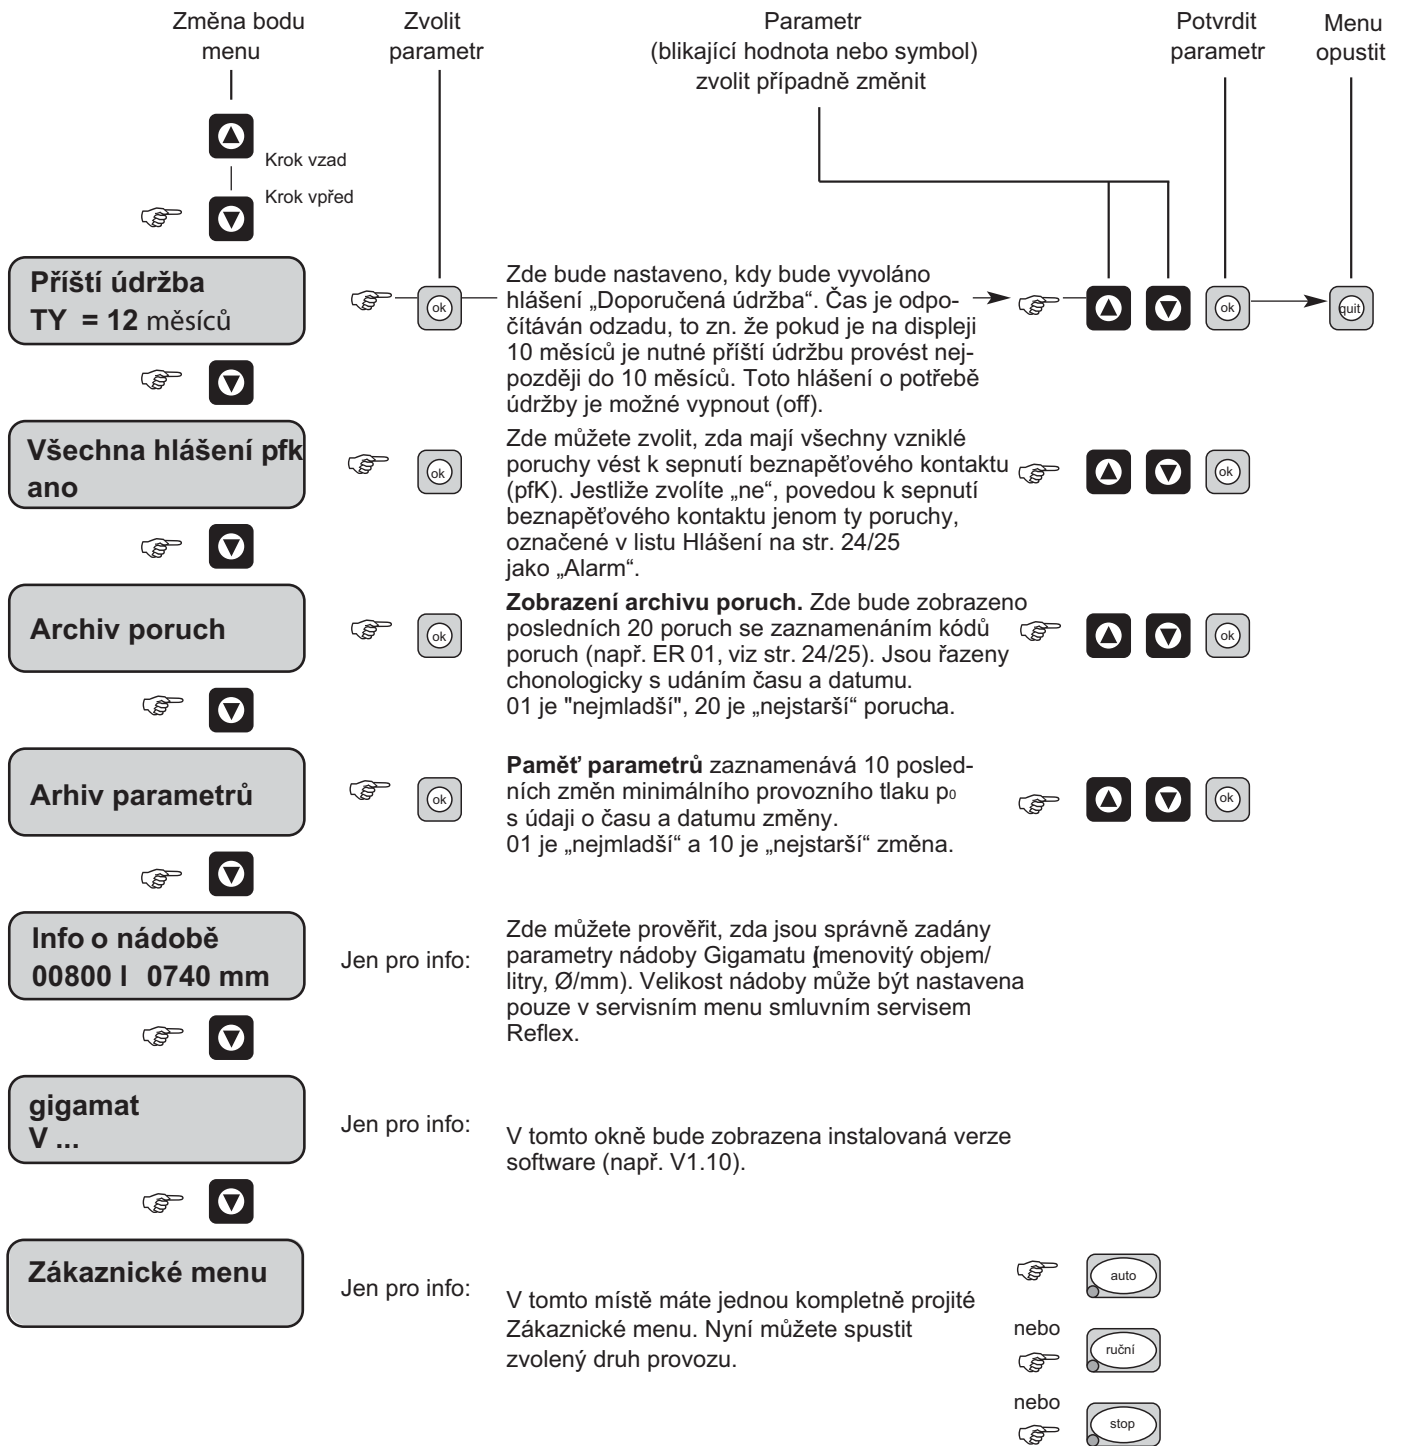 Změna bodu
menu
Zvolit
parametr
Parametr
(blikající hodnota nebo symbol)
zvolit případně změnit
Potvrdit
parametr
Menu
opustit
Krok vzad
Krok vpřed
Příští údržba
TY = 12 měsíců
ok
Zde bude nastaveno, kdy bude vyvoláno
hlášení „Doporučená údržba“. Čas je odpo-
čítáván odzadu, to zn. že pokud je na displeji
10 měsíců je nutné příští údržbu provést nej-
později do 10 měsíců. Toto hlášení o potřebě
údržby je možné vypnout (off).
ok
quit
Všechna hlášení pfk
ano
ok
Zde můžete zvolit, zda mají všechny vzniklé
poruchy vést k sepnutí beznapěťového kontaktu
(pfK). Jestliže zvolíte „ne“, povedou k sepnutí
beznapěťového kontaktu jenom ty poruchy,
označené v listu Hlášení na str. 24/25
jako „Alarm“.
ok
Archiv poruch
ok
Zobrazení archivu poruch. Zde bude zobrazeno
posledních 20 poruch se zaznamenáním kódů
poruch (např. ER 01, viz str. 24/25). Jsou řazeny
chonologicky s udáním času a datumu.
01 je "nejmladší", 20 je „nejstarší“ porucha.
ok
Arhiv parametrů
ok
Paměť parametrů zaznamenává 10 posled-
ních změn minimálního provozního tlaku p0
s údaji o času a datumu změny.
01 je „nejmladší“ a 10 je „nejstarší“ změna.
ok
Info o nádobě
00800 l 0740 mm
Jen pro info:
Zde můžete prověřit, zda jsou správně zadány
parametry nádoby Gigamatu (menovitý objem/
litry, Ø/mm). Velikost nádoby může být nastavena
pouze v servisním menu smluvním servisem
Reflex.
gigamat
V ...
Jen pro info:
V tomto okně bude zobrazena instalovaná verze
software (např. V1.10).
Zákaznické menu
Jen pro info:
V tomto místě máte jednou kompletně projité
Zákaznické menu. Nyní můžete spustit
zvolený druh provozu.
auto
nebo
ruční
nebo
stop